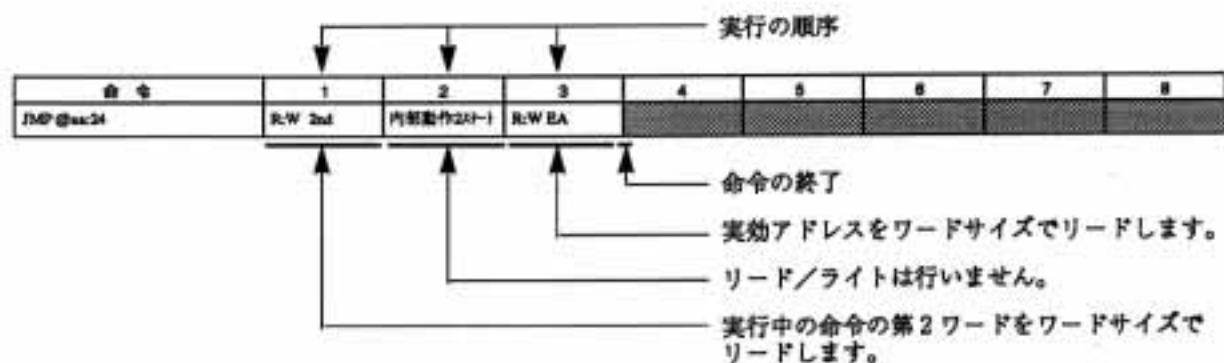 実行の順序
命 令 1 2 3 4 5 6 7 8
JMP @aa:24 R:W 2nd 内部動作2ステート R:W EA
命令の終了
実効アドレスをワードサイズでリードします。
リード/ライトは行いません。
実行中の命令の第2ワードをワードサイズで
リードします。